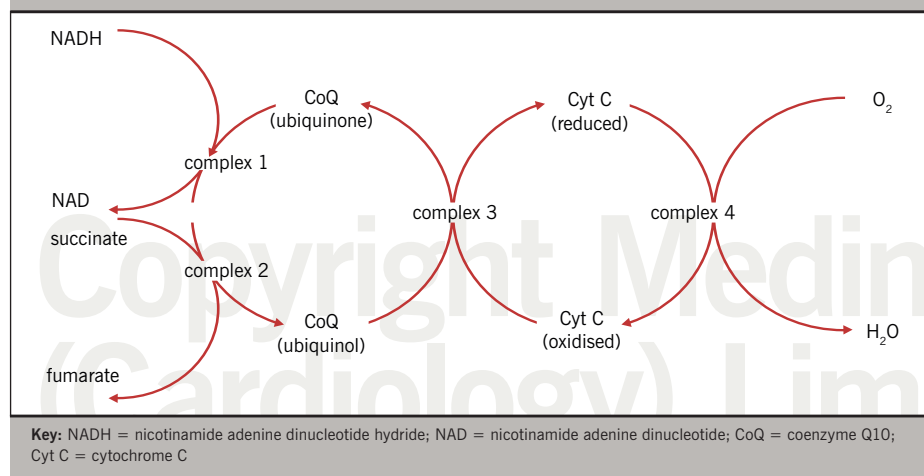 NADH
CoQ
(ubiquinone)
Cyt C
(reduced)
O₂
complex 1
NAD
succinate
complex 3
complex 4
complex 2
CoQ
(ubiquinol)
Cyt C
(oxidised)
H₂O
fumarate
Copyright Medin
(Cardiology) Lim
Key: NADH = nicotinamide adenine dinucleotide hydride; NAD = nicotinamide adenine dinucleotide; CoQ = coenzyme Q10;
Cyt C = cytochrome C